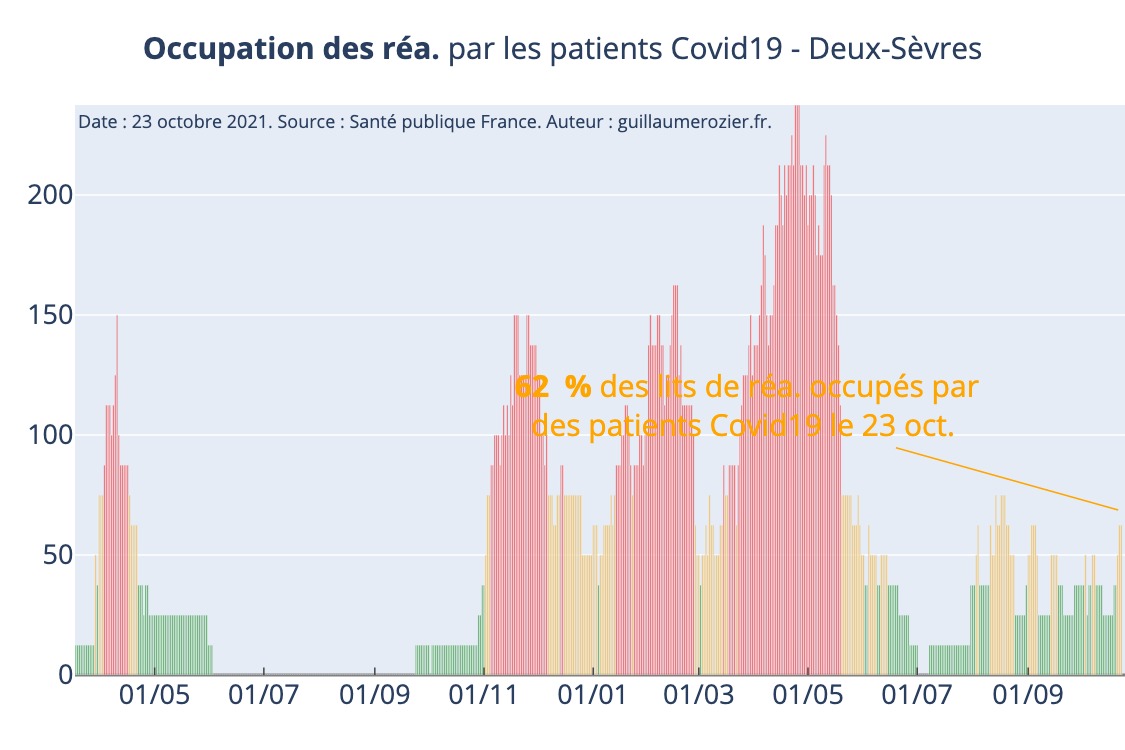 Occupation des réa. par les patients Covid19 - Deux-Sèvres
Date : 23 octobre 2021. Source : Santé publique France. Auteur : guillaumerozier.fr.
200
150
62 % des lits de réa. occupés par
des patients Covid19 le 23 oct.
100
50
0
01/05 01/07 01/09 01/11 01/01 01/03 01/05 01/07 01/09